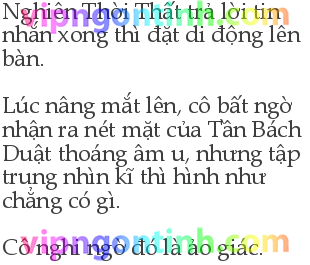 Nghiên Thời Thất trả lời tin
nhắn xong thì đặt di động lên
bàn.
Lúc nâng mắt lên, cô bất ngờ
nhận ra nét mặt của Tần Bách
Duật thoáng âm u, nhưng tập
trung nhìn kĩ thì hình như
chẳng có gì.
Cô nghi ngờ đó là ảo giác.
vipngontinh.com
vipngontinh.com
vipngontinh.com